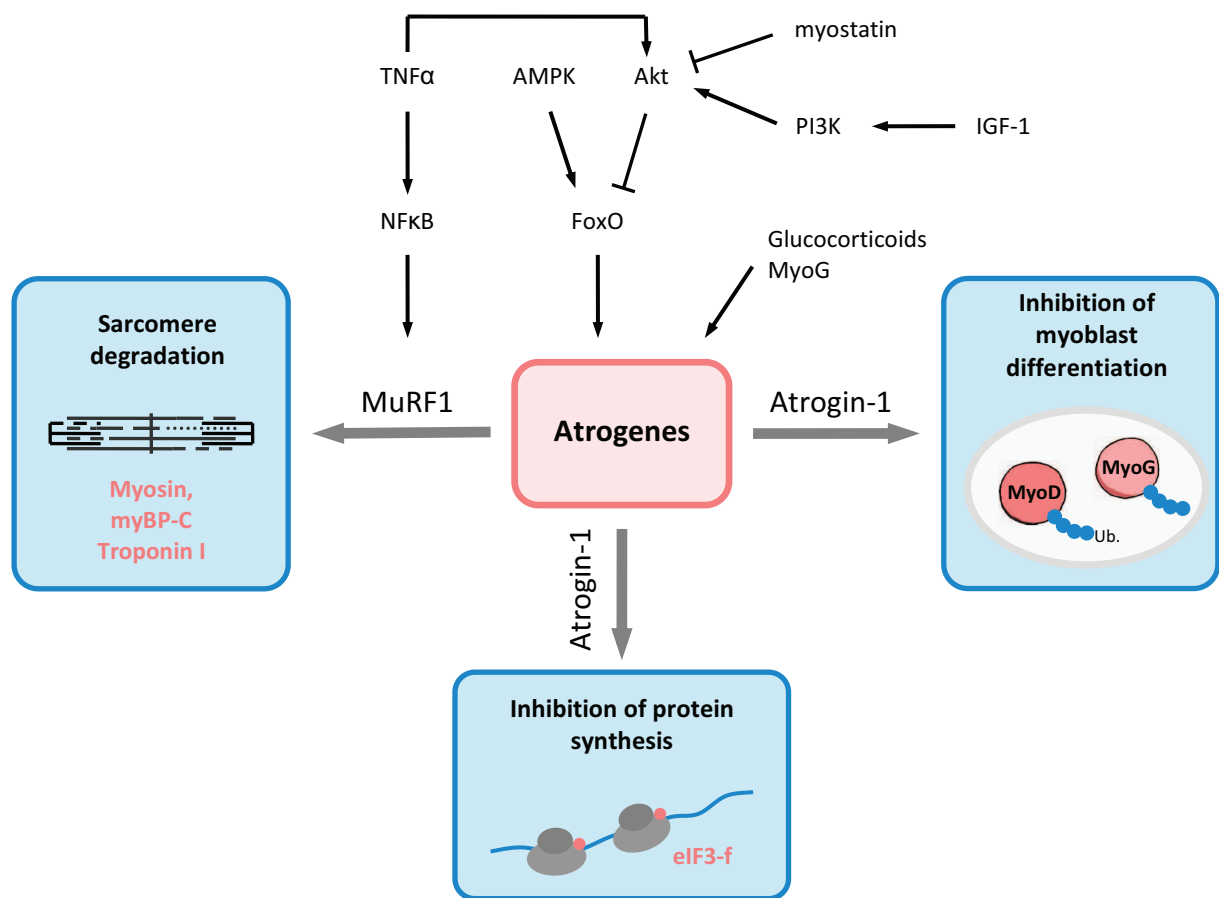 myostatin
TNFα
AMPK
Akt
PI3K
IGF-1
NFκB
FoxO
Glucocorticoids
MyoG
Sarcomere
degradation
Myosin,
myBP-C
Troponin I
MuRF1
Atrogenes
Atrogin-1
Inhibition of
myoblast
differentiation
MyoD
MyoG
Ub.
Atrogin-1
Inhibition of protein
synthesis
eIF3-f